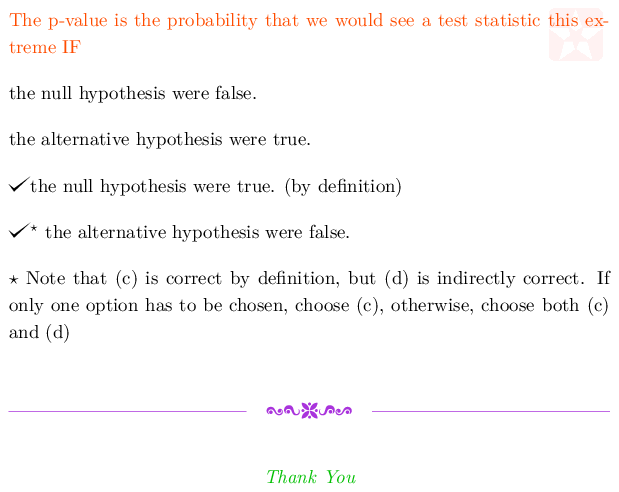 The p-value is the probability that we would see a test statistic this ex-
treme IF
the null hypothesis were false.
the alternative hypothesis were true.
✓the null hypothesis were true. (by definition)
✓⋆ the alternative hypothesis were false.
⋆ Note that (c) is correct by definition, but (d) is indirectly correct. If
only one option has to be chosen, choose (c), otherwise, choose both (c)
and (d)
Thank You